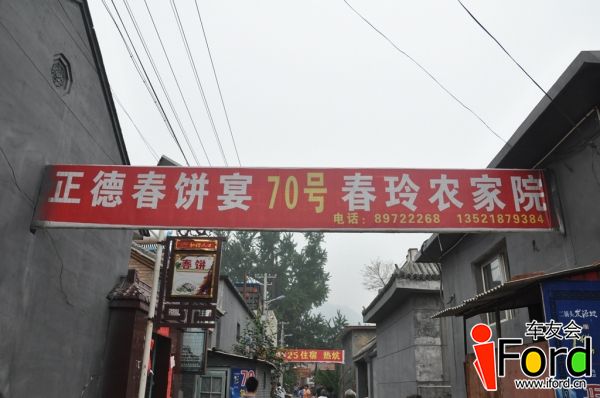 正德春饼宴 70号 春玲农家院
电话：89722268 13521879384
春饼
25住宿 热炕
70
车友会
iFord
www.iford.cn